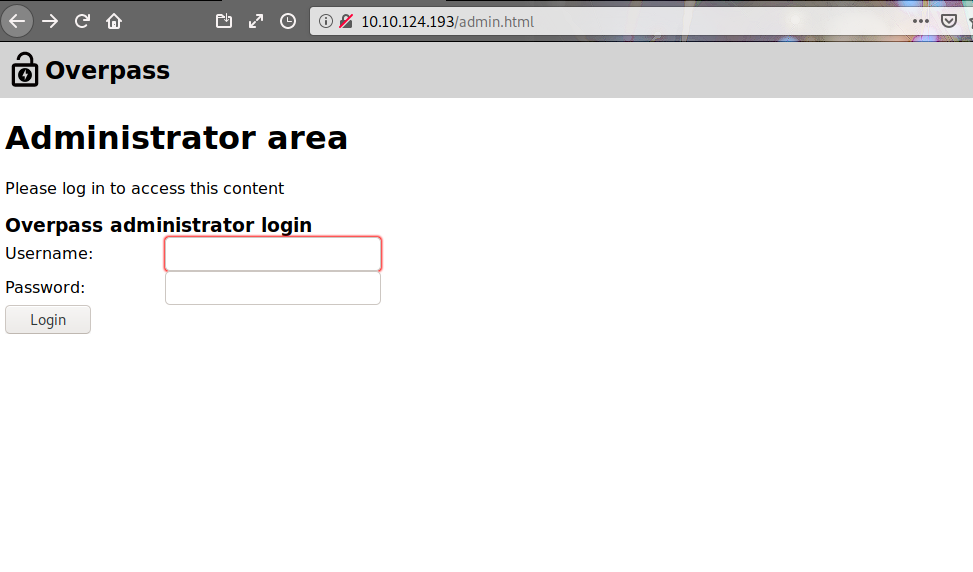 10.10.124.193/admin.html
Overpass
Administrator area
Please log in to access this content
Overpass administrator login
Username:
Password:
Login